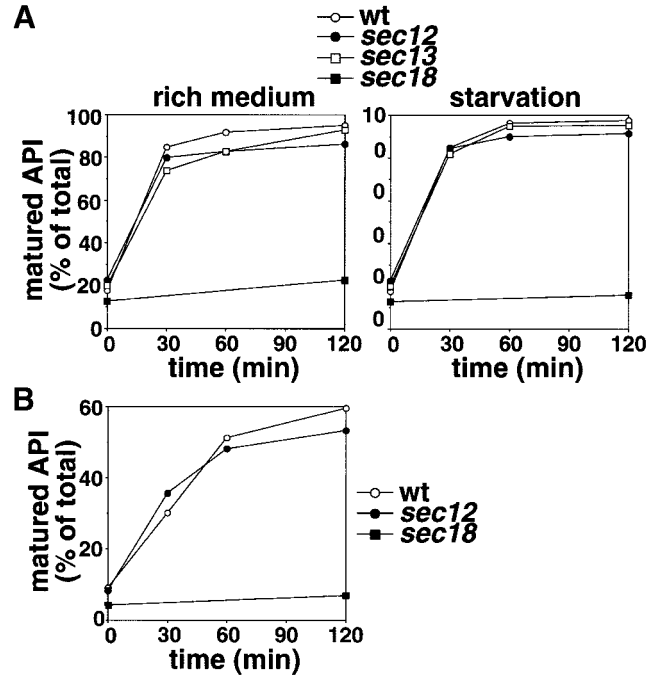 A
wt
sec12
sec13
sec18
rich medium
starvation
matured API
(% of total)
100
80
60
40
20
0
10
0
0
0
0
0
0 30 60 90 120
0 30 60 90 120
time (min)
time (min)
B
matured API
(% of total)
60
40
20
0
0 30 60 90 120
time (min)
wt
sec12
sec18